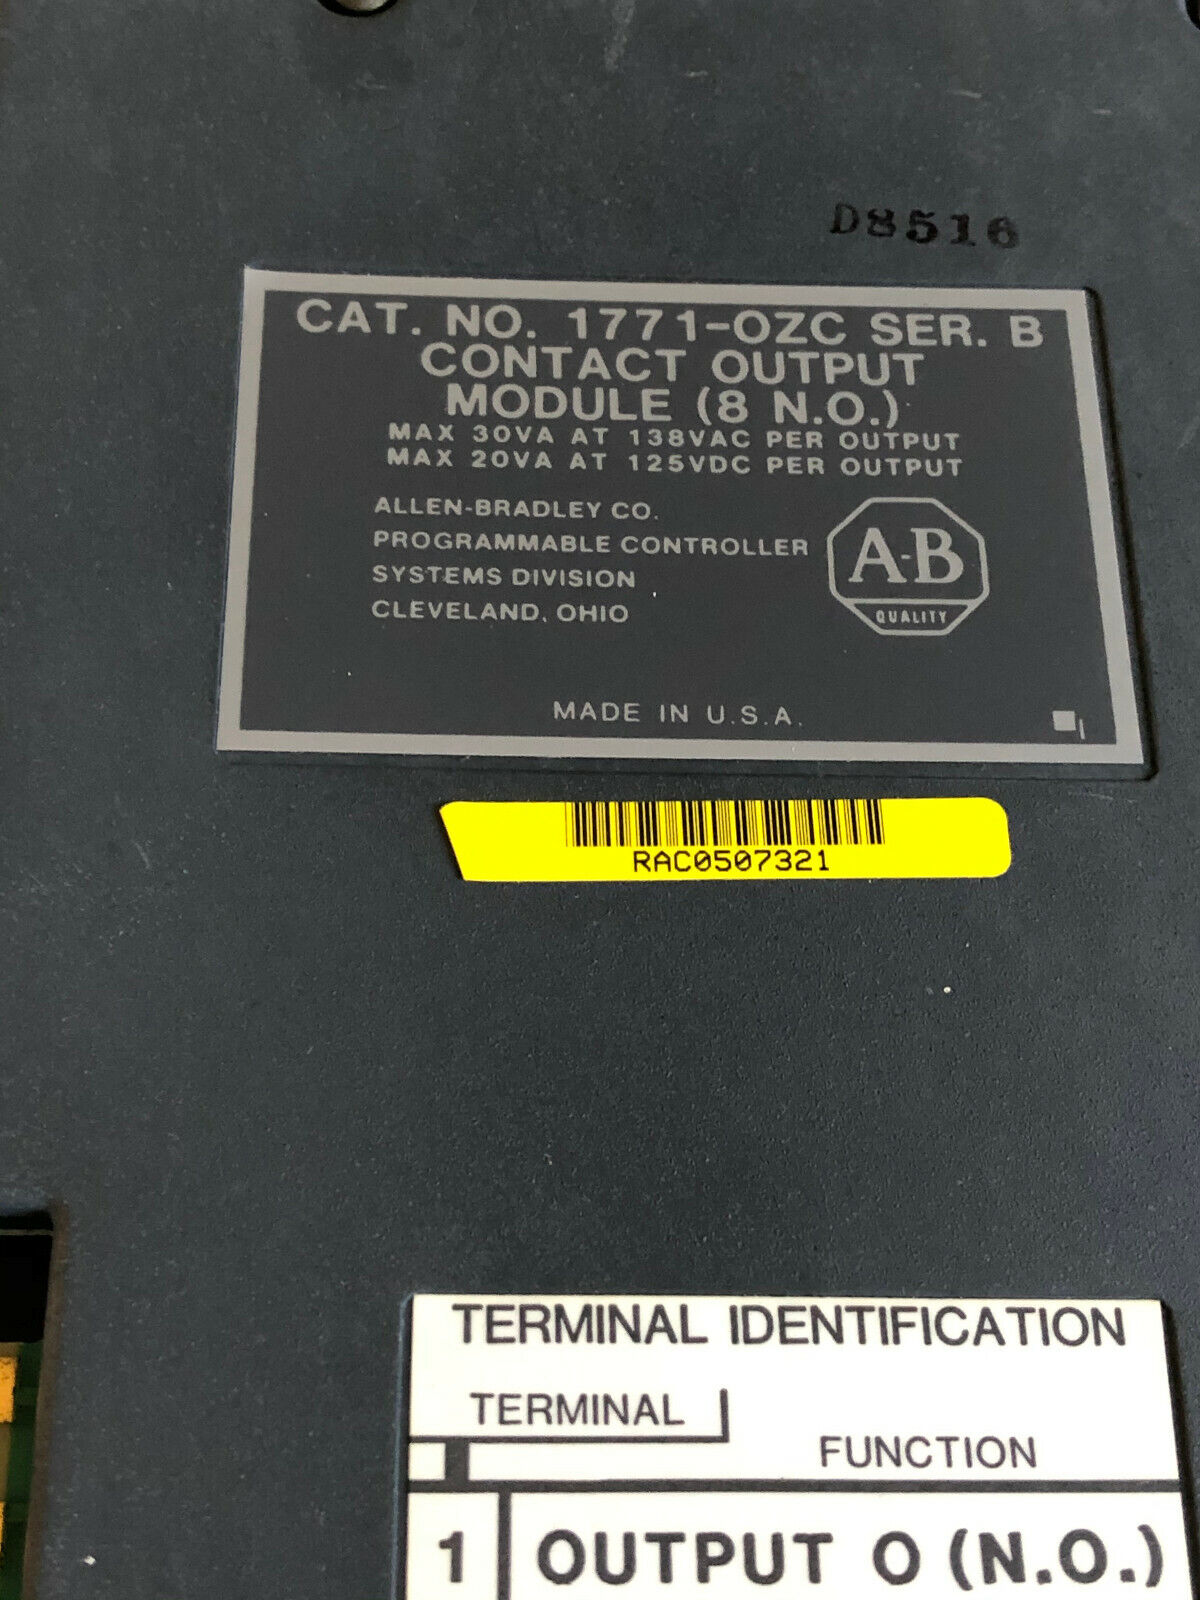 D8516
CAT. NO. 1771-OZC SER. B
CONTACT OUTPUT
MODULE (8 N.O.)
MAX 30VA AT 138VAC PER OUTPUT
MAX 20VA AT 125VDC PER OUTPUT
ALLEN-BRADLEY CO.
PROGRAMMABLE CONTROLLER
SYSTEMS DIVISION
CLEVELAND, OHIO
A-B
QUALITY
MADE IN U.S.A.
RAC0507321
TERMINAL IDENTIFICATION
TERMINAL
FUNCTION
1 OUTPUT 0 (N.O.)